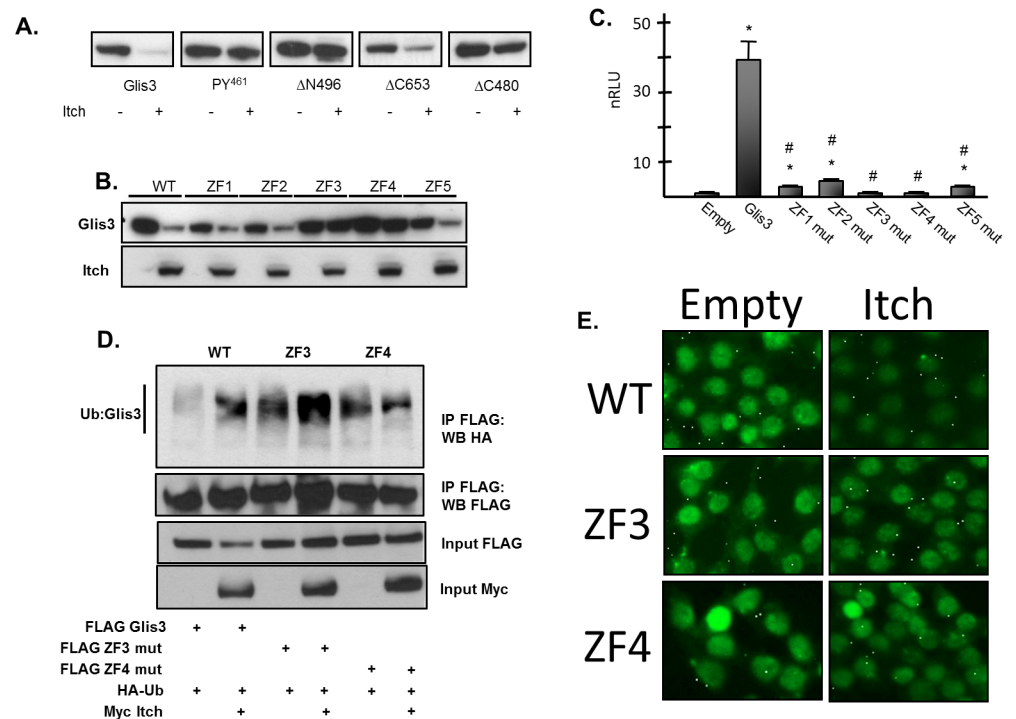 A.
Glis3 PY461 ΔN496 ΔC653 ΔC480
Itch - + - + - + - + - +
B.
WT ZF1 ZF2 ZF3 ZF4 ZF5
Glis3
Itch
C.
nRLU
50
30
10
*
#
*
#
*
#
#
#
*
Empty Glis3 ZF1 mut ZF2 mut ZF3 mut ZF4 mut ZF5 mut
D.
WT ZF3 ZF4
Ub:Glis3
IP FLAG:
WB HA
IP FLAG:
WB FLAG
Input FLAG
Input Myc
FLAG Glis3 + +
FLAG ZF3 mut + +
FLAG ZF4 mut + +
HA-Ub + + + + + +
Myc Itch + + +
E.
Empty Itch
WT
ZF3
ZF4